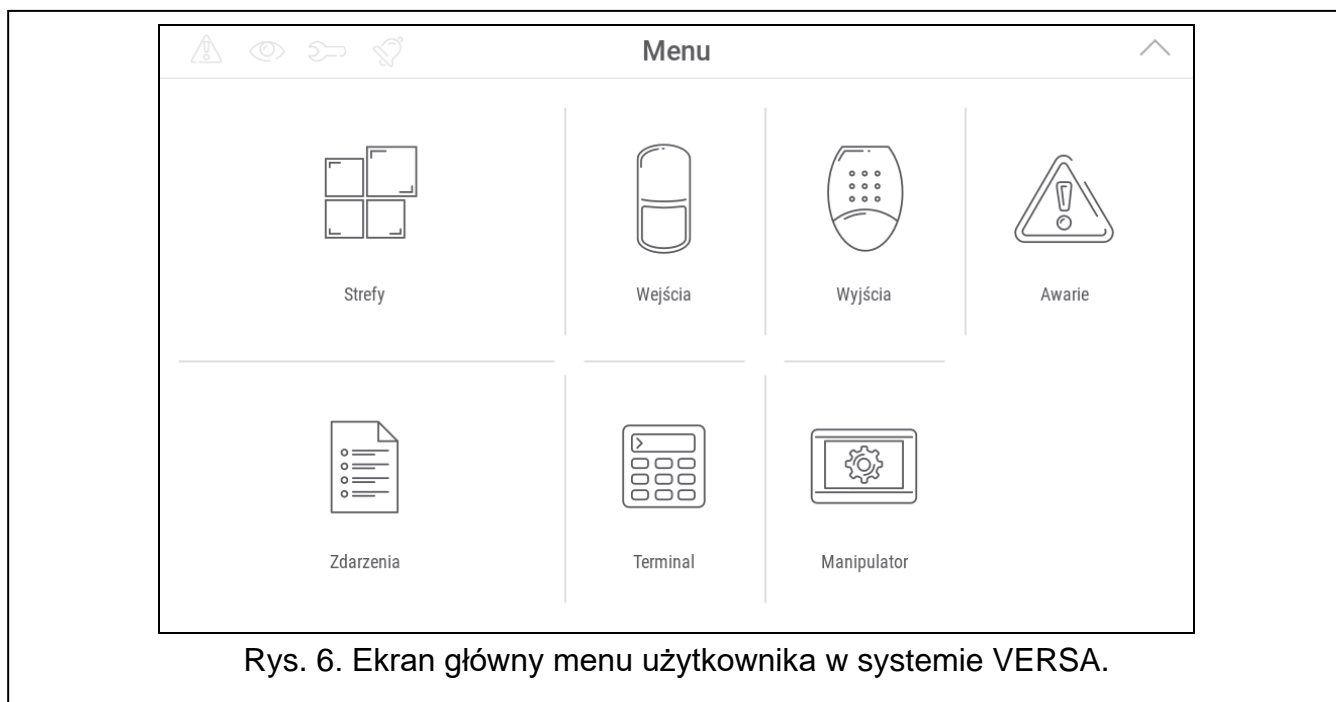 Menu
Strefy
Wejścia
Wyjścia
Awarie
Zdarzenia
Terminal
Manipulator
Rys. 6. Ekran główny menu użytkownika w systemie VERSA.